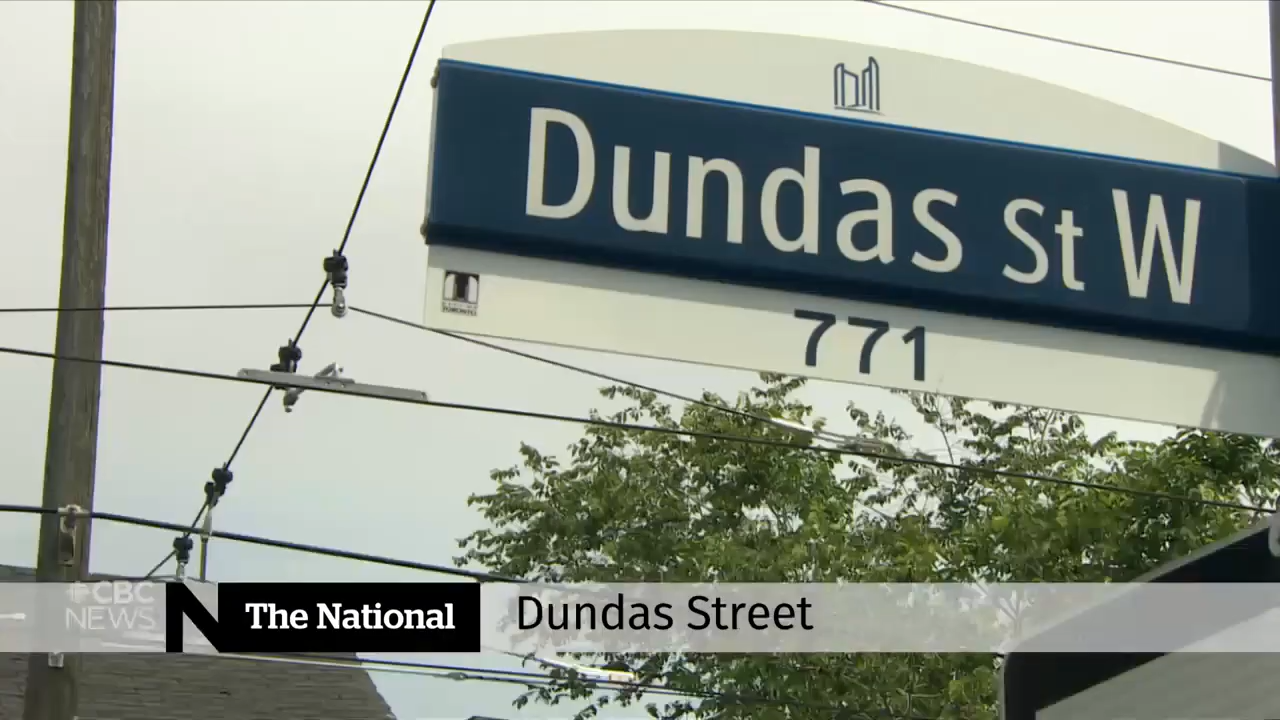 Dundas St W
771
CBC
NEWS
The National
Dundas Street